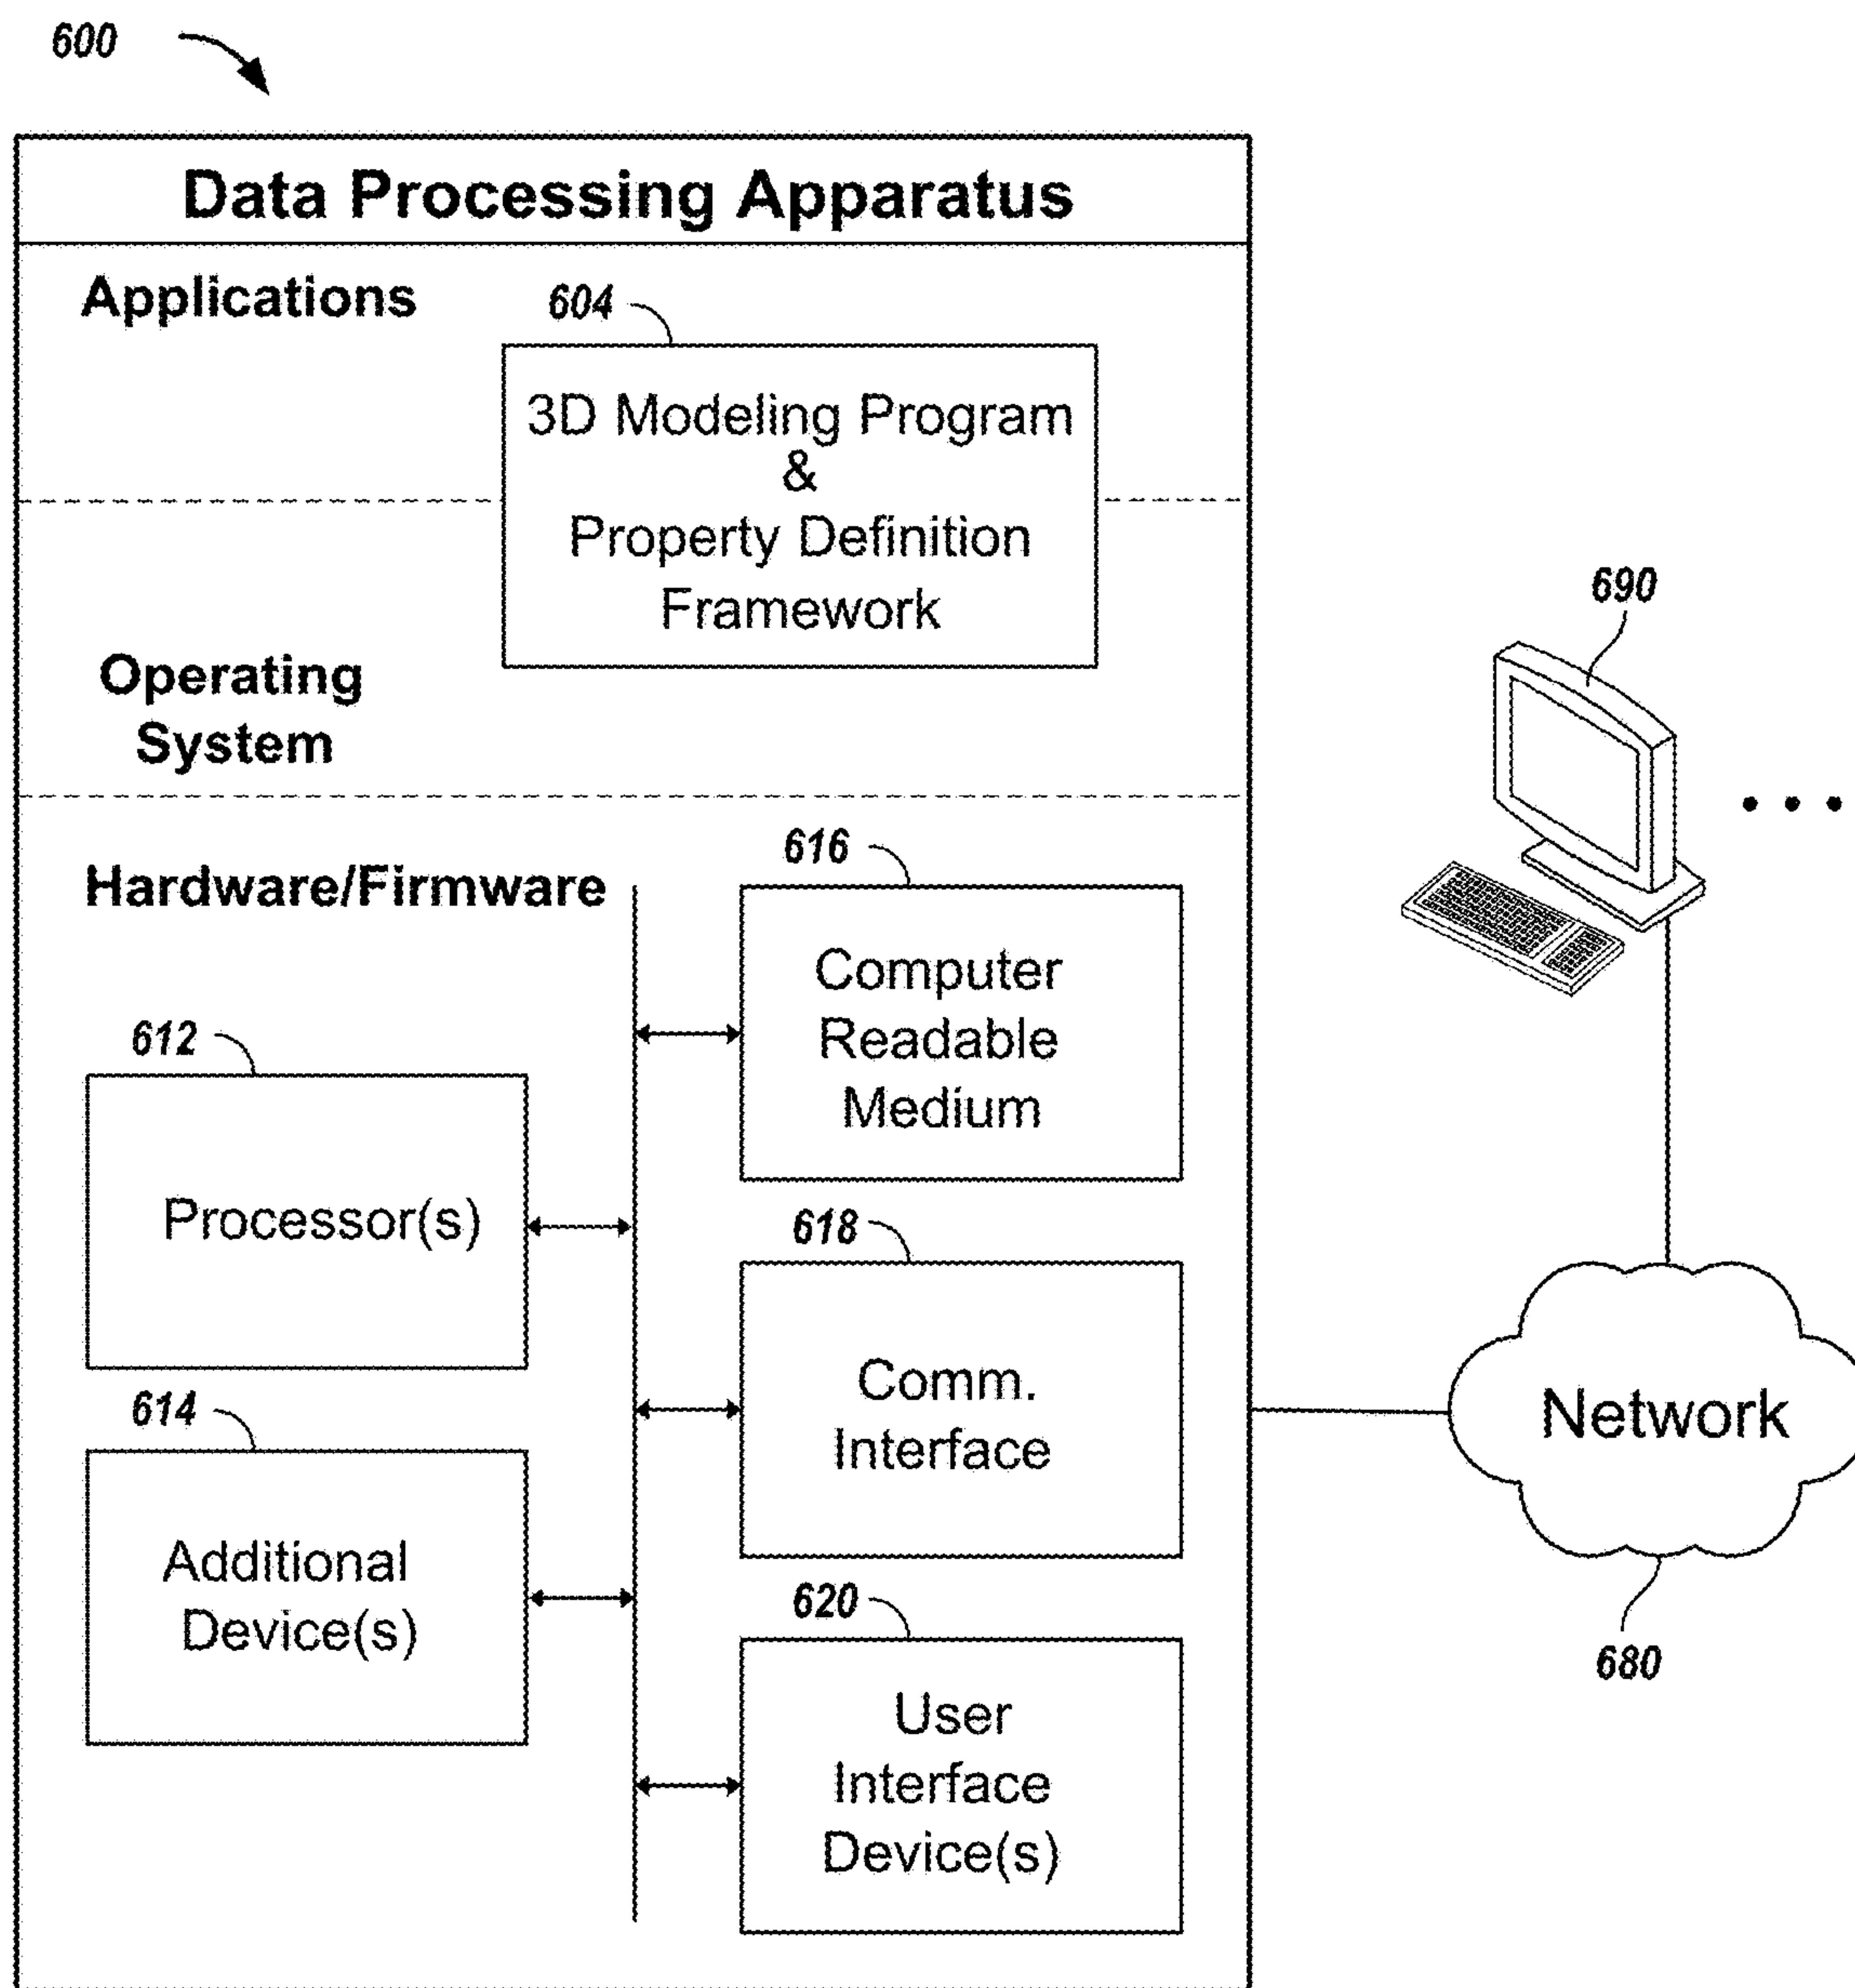 600
Data Processing Apparatus
Applications
604
3D Modeling Program
&
Property Definition
Framework
Operating
System
690
Hardware/Firmware
616
Computer
Readable
Medium
612
Processor(s)
618
Comm.
Interface
Network
614
Additional
Device(s)
620
User
Interface
Device(s)
680